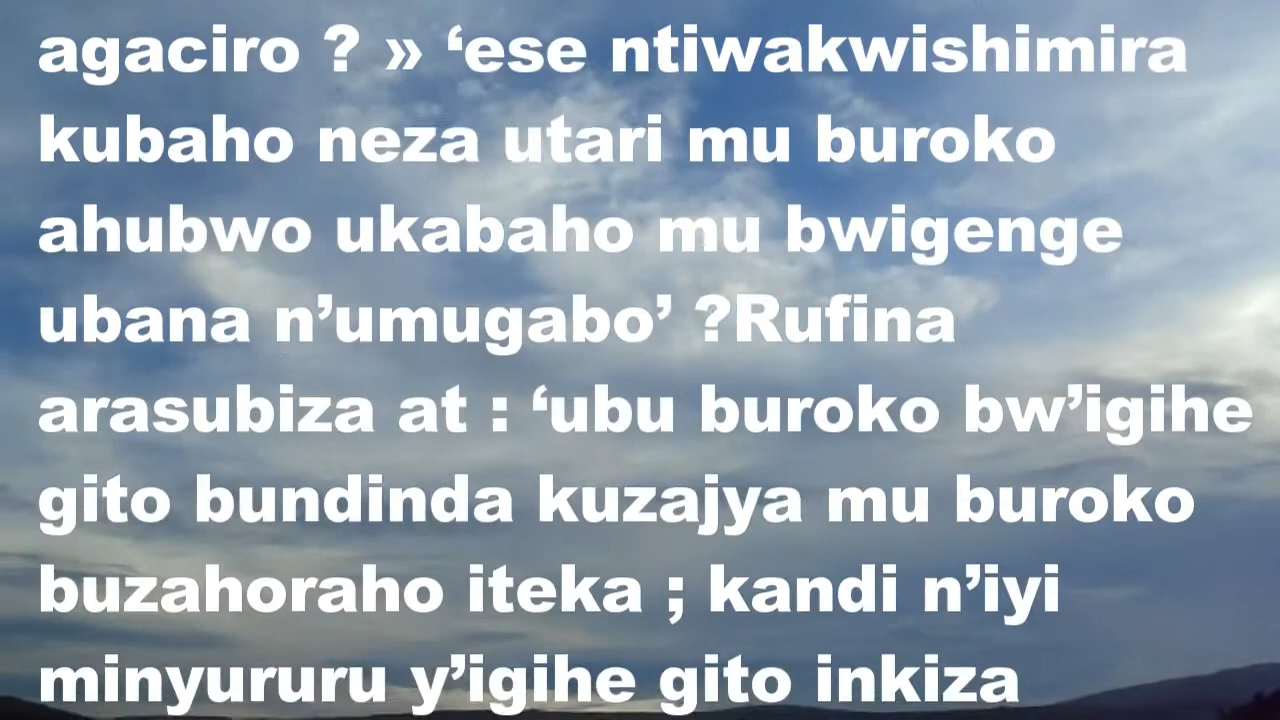 agaciro ? » ‘ese ntiwakwishimira
kubaho neza utari mu buroko
ahubwo ukabaho mu bwigenge
ubana n’umugabo’ ?Rufina
arasubiza at : ‘ubu buroko bw’igihe
gito bundinda kuzajya mu buroko
buzahoraho iteka ; kandi n’iyi
minyururu y’igihe gito inkiza